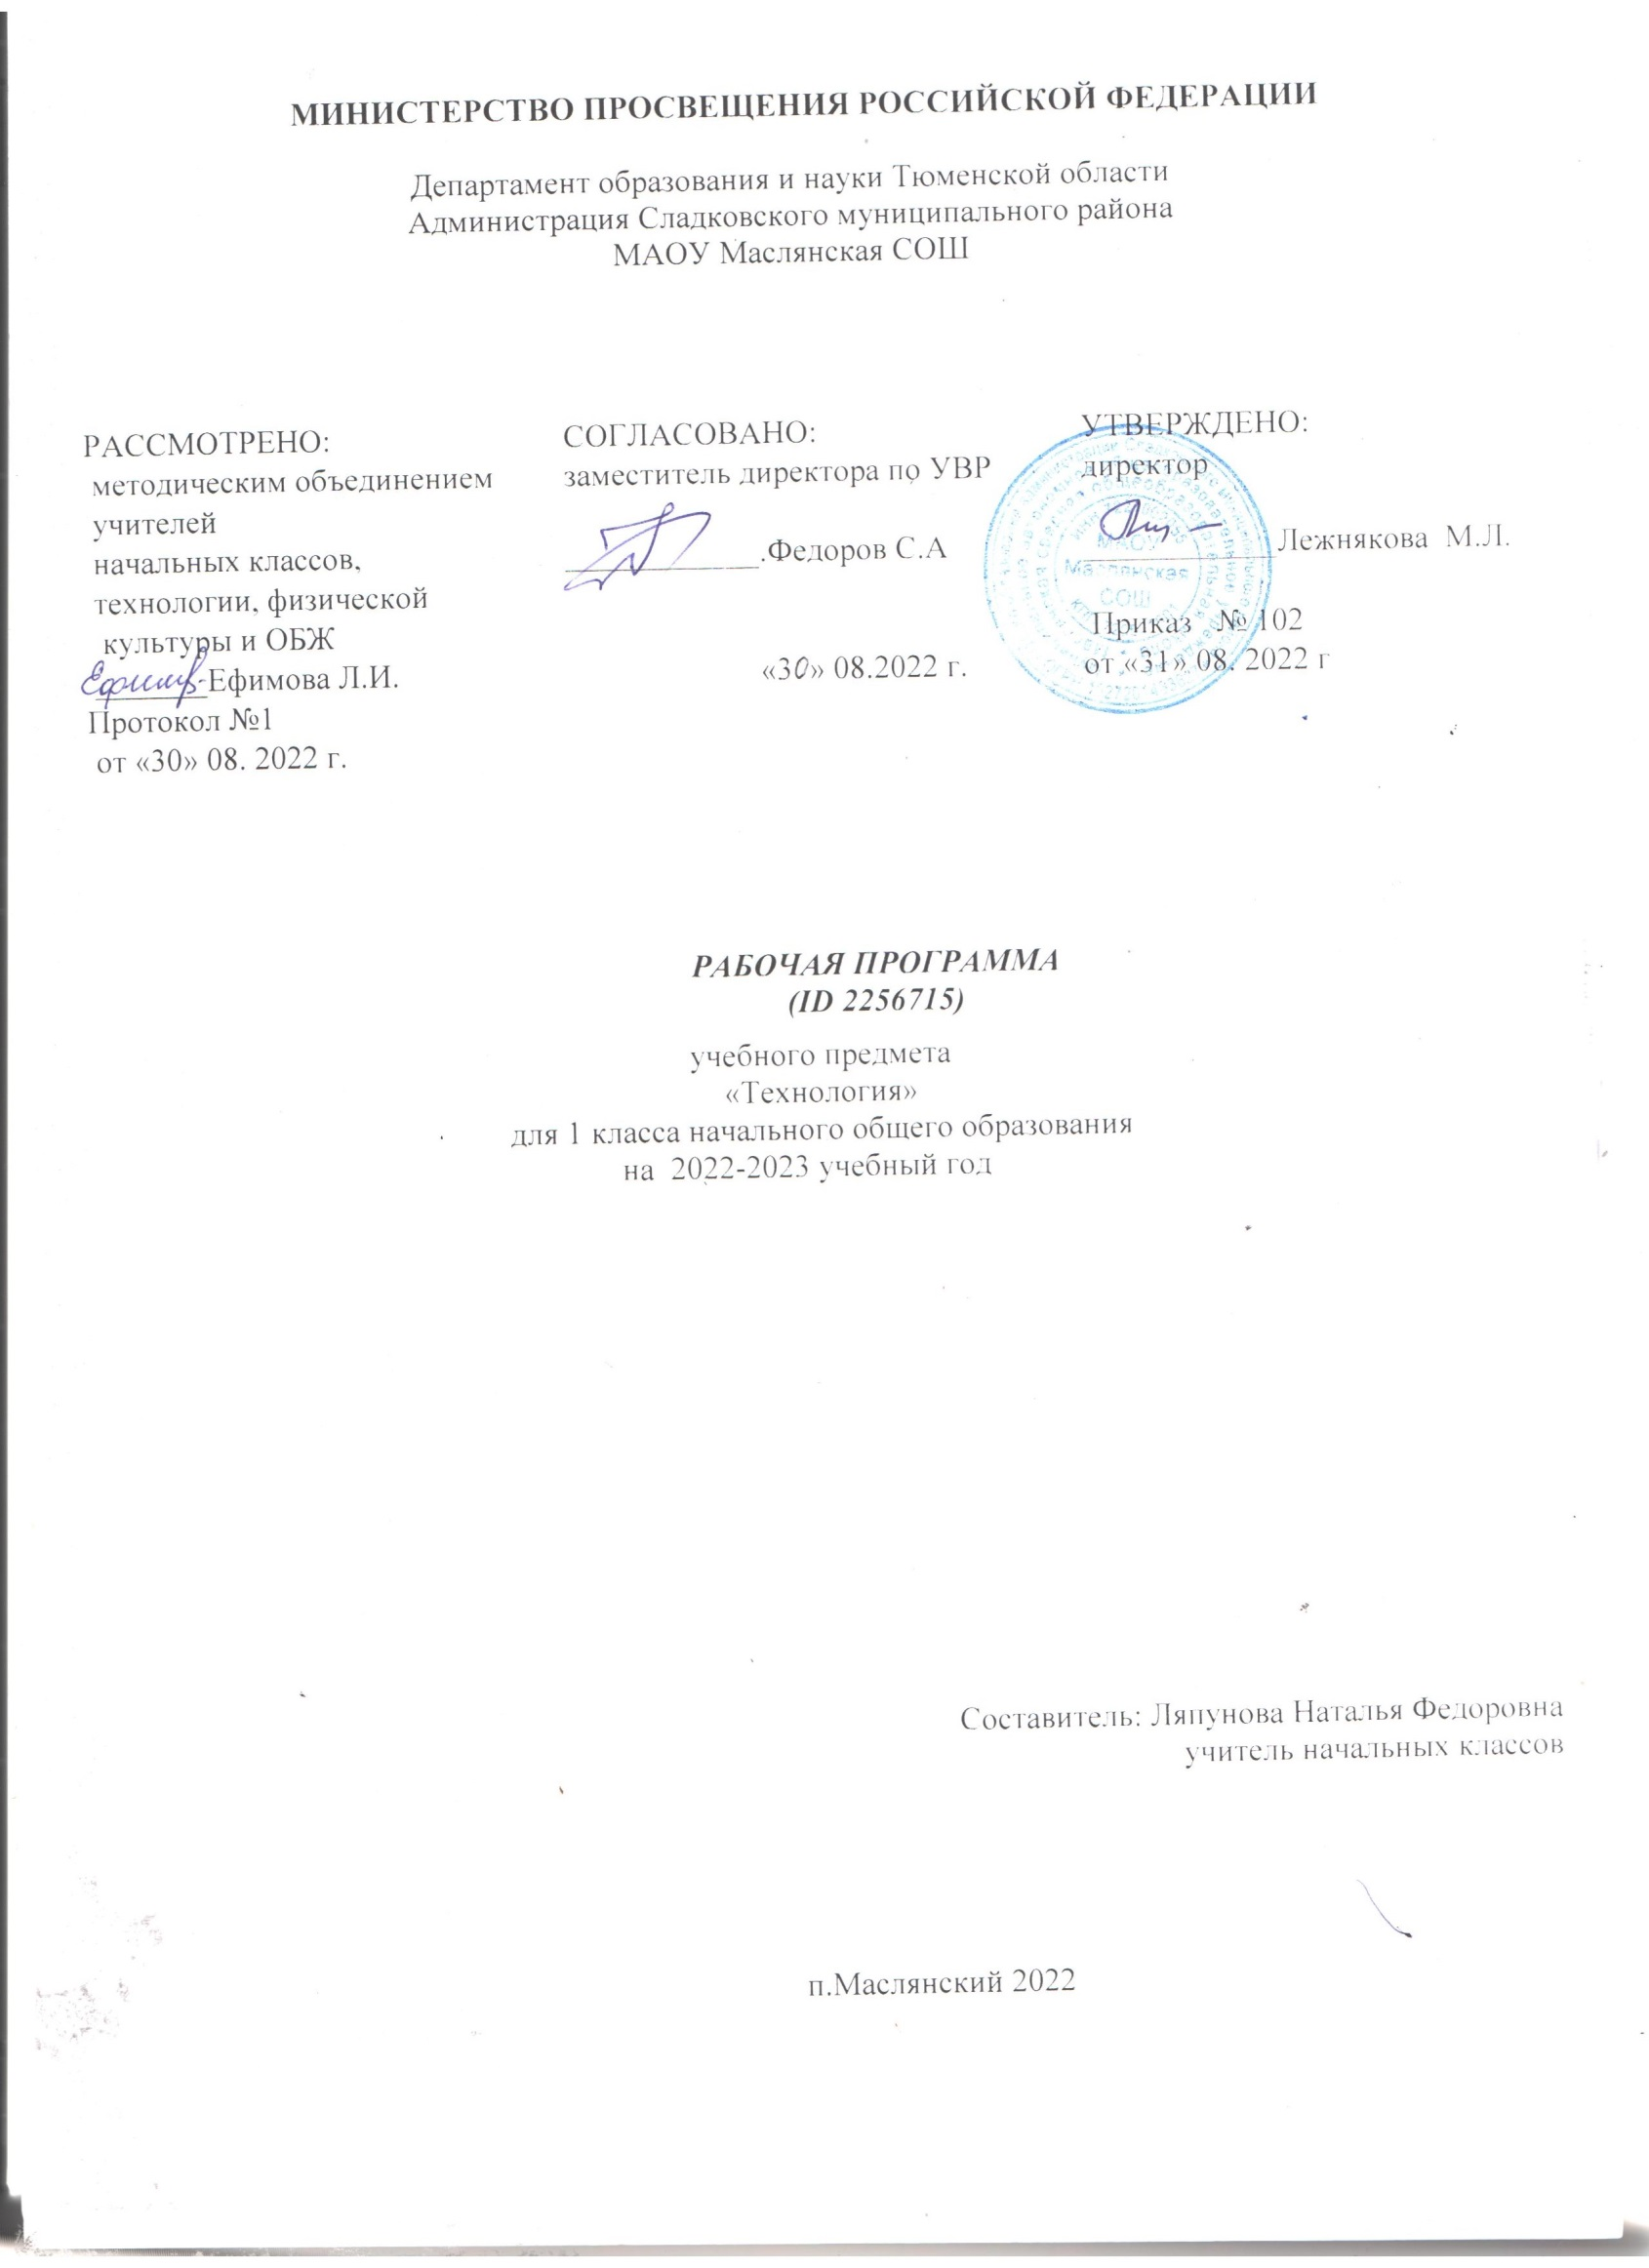 МИНИСТЕРСТВО ПРОСВЕЩЕНИЯ РОССИЙСКОЙ ФЕДЕРАЦИИ
Департамент образования и науки Тюменской области
Администрация Сладковского муниципального района
МАОУ Маслянская СОШ
РАССМОТРЕНО:
методическим объединением
учителей
начальных классов,
технологии, физической
культуры и ОБЖ
Ефимова Л.И.
Протокол №1
от «30» 08. 2022 г.
СОГЛАСОВАНО:
заместитель директора по УВР
.Федоров С.А
«30» 08.2022 г.
УТВЕРЖДЕНО:
директор
Лежнякова М.Л.
Приказ № 102
от «31» 08. 2022 г
МАОУ
Маслянская
СОШ
РАБОЧАЯ ПРОГРАММА
(ID 2256715)
учебного предмета
«Технология»
для 1 класса начального общего образования
на 2022-2023 учебный год
Составитель: Ляпунова Наталья Федоровна
учитель начальных классов
п.Маслянский 2022